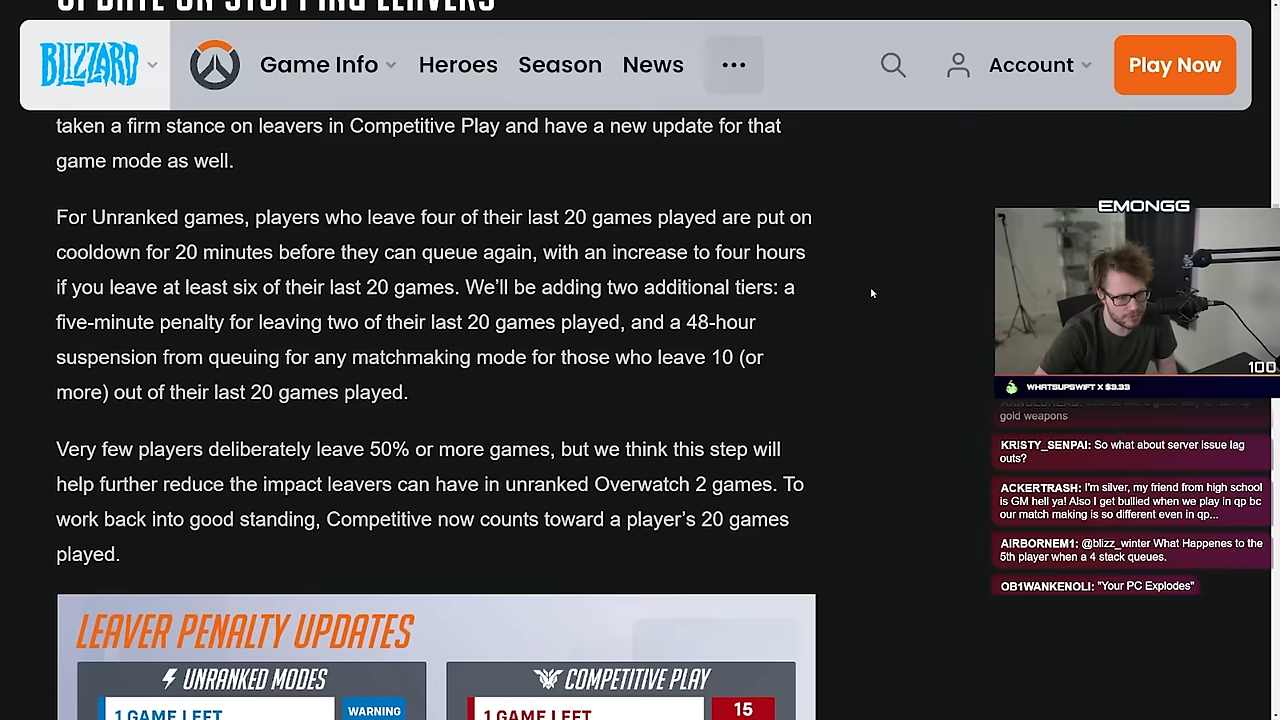 UPDATE ON STOPPING LEAVERS
BLIZZARD
Game Info
Heroes
Season
News
Account
Play Now
taken a firm stance on leavers in Competitive Play and have a new update for that
game mode as well.
For Unranked games, players who leave four of their last 20 games played are put on
cooldown for 20 minutes before they can queue again, with an increase to four hours
if you leave at least six of their last 20 games. We'll be adding two additional tiers: a
five-minute penalty for leaving two of their last 20 games played, and a 48-hour
suspension from queuing for any matchmaking mode for those who leave 10 (or
more) out of their last 20 games played.
Very few players deliberately leave 50% or more games, but we think this step will
help further reduce the impact leavers can have in unranked Overwatch 2 games. To
work back into good standing, Competitive now counts toward a player's 20 games
played.
LEAVER PENALTY UPDATES
UNRANKED MODES
1 GAME LEFT
WARNING
COMPETITIVE PLAY
1 GAME LEFT
15
EMONGG
100
WHATSUPSWIFT X $3.33
gold weapons
KRISTY_SENPAI: So what about server issue lag
outs?
ACKERTRASH: I'm silver, my friend from high school
is GM hell ya! Also I get bullied when we play in qp bc
our match making is so different even in qp...
AIRBORNEM1: @blizz_winter What Happenes to the
5th player when a 4 stack queues.
OB1WANKENOLI: "Your PC Explodes"